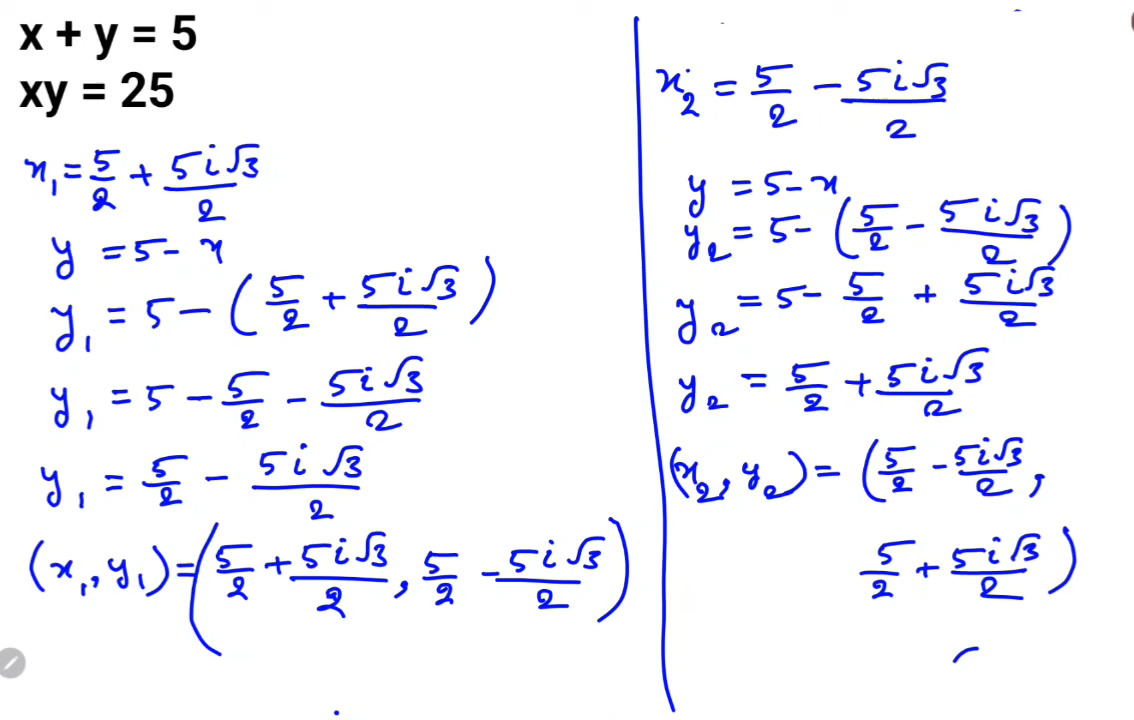 x + y = 5
xy = 25
x₁ = 5/2 + 5i√3/2
y = 5 - x
y₁ = 5 - (5/2 + 5i√3/2)
y₁ = 5 - 5/2 - 5i√3/2
y₁ = 5/2 - 5i√3/2
(x₁, y₁) = (5/2 + 5i√3/2, 5/2 - 5i√3/2)
x₂ = 5/2 - 5i√3/2
y = 5 - x
y₂ = 5 - (5/2 - 5i√3/2)
y₂ = 5 - 5/2 + 5i√3/2
y₂ = 5/2 + 5i√3/2
(x₂, y₂) = (5/2 - 5i√3/2,
5/2 + 5i√3/2)